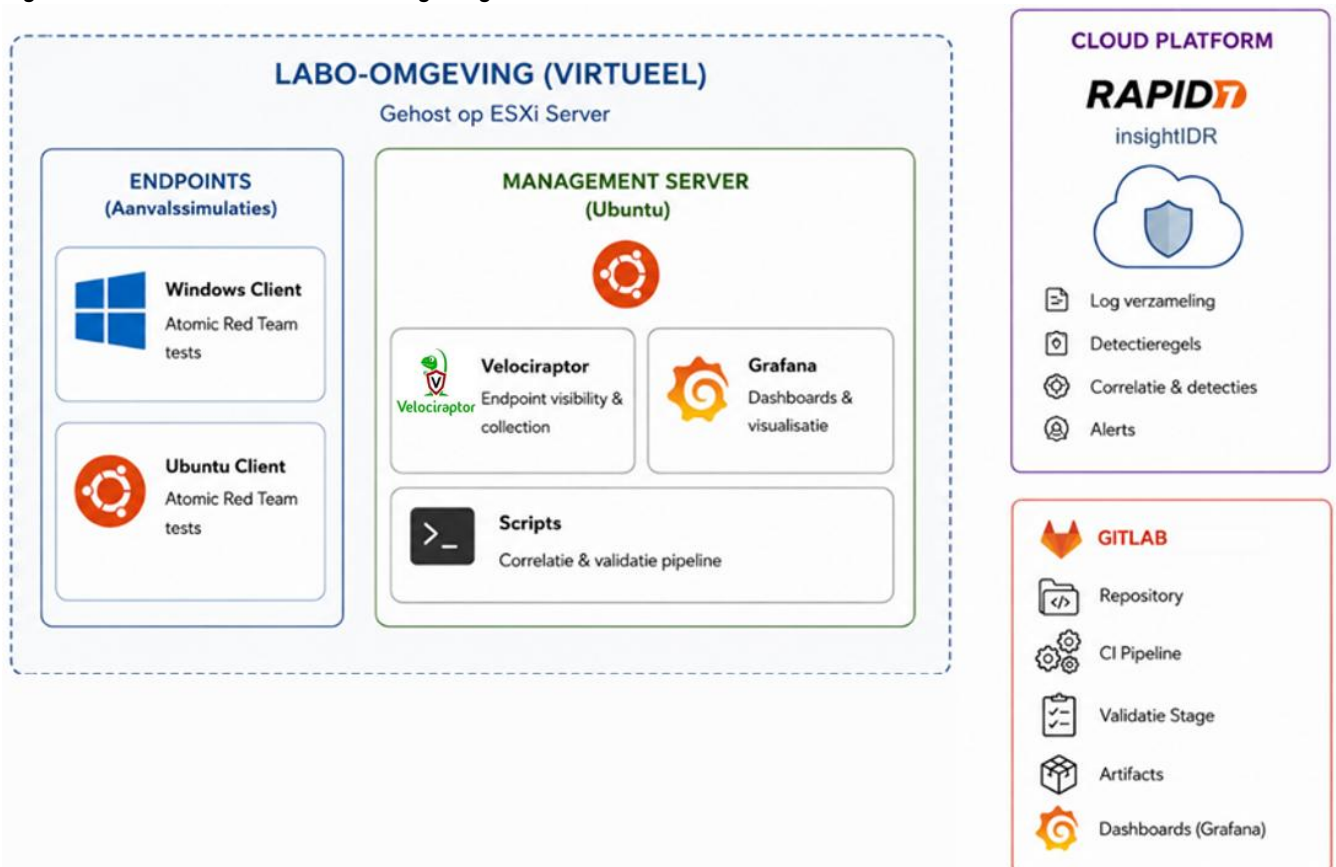 LABO-OMGEVING (VIRTUEEL)
Gehost op ESXi Server
ENDPOINTS
(Aanvalssimulaties)
Windows Client
Atomic Red Team
tests
Ubuntu Client
Atomic Red Team
tests
MANAGEMENT SERVER
(Ubuntu)
V
Velociraptor
Velociraptor
Endpoint visibility &
collection
Grafana
Dashboards &
visualisatie
>_
Scripts
Correlatie & validatie pipeline
CLOUD PLATFORM
RAPID7
insightIDR
Log verzameling
Detectieregels
Correlatie & detecties
Alerts
GITLAB
</>
Repository
CI Pipeline
Validatie Stage
Artifacts
Dashboards (Grafana)